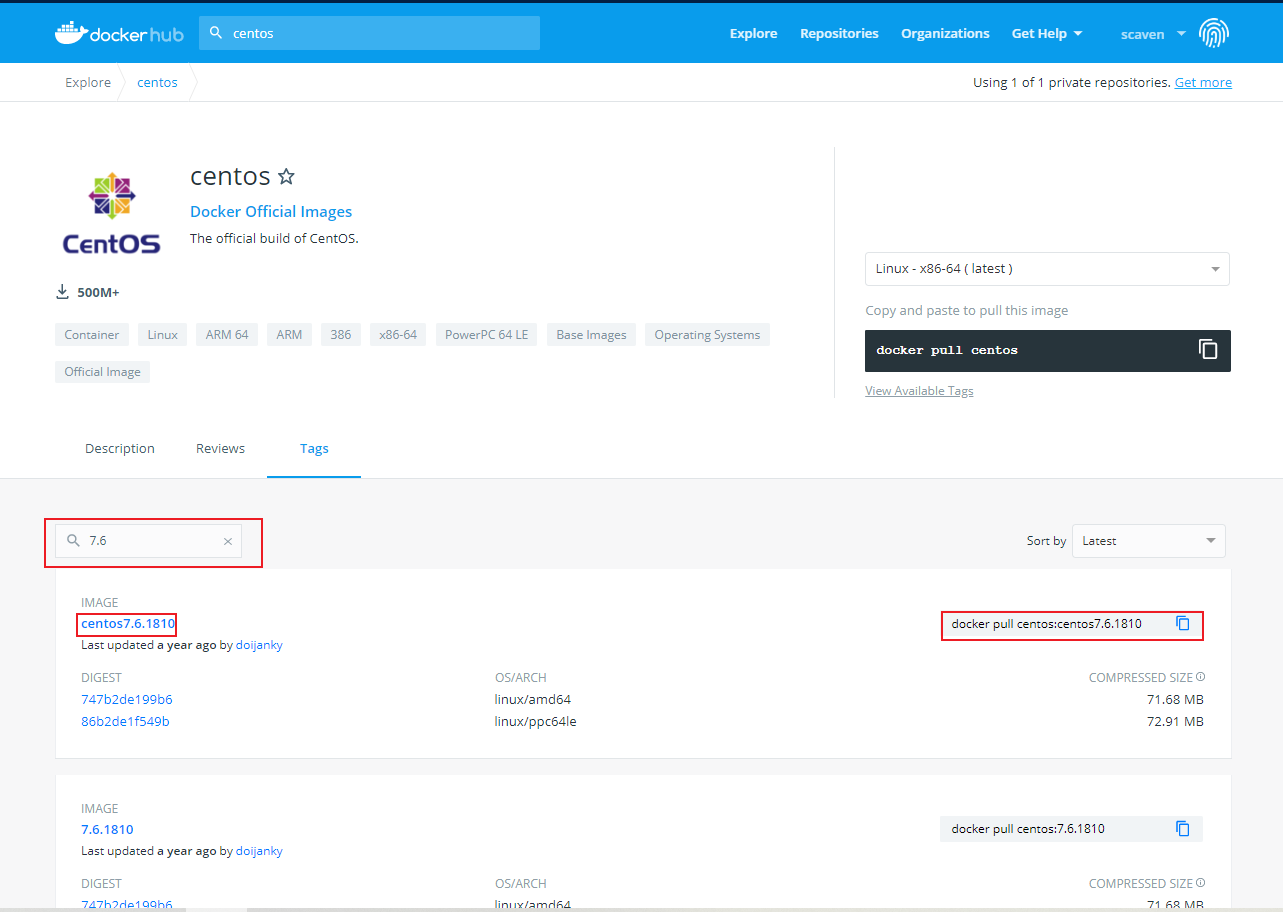 docker hub centos Explore Repositories Organizations Get Help scaven
Explore centos Using 1 of 1 private repositories. Get more
centos
CentOS
Docker Official Images
The official build of CentOS.
500M+
Linux - x86-64 ( latest )
Copy and paste to pull this image
Container Linux ARM 64 ARM 386 x86-64 PowerPC 64 LE Base Images Operating Systems
docker pull centos
Official Image
View Available Tags
Description Reviews Tags
7.6 × Sort by Latest
IMAGE
centos7.6.1810 docker pull centos:centos7.6.1810
Last updated a year ago by doijanky
DIGEST OS/ARCH COMPRESSED SIZE
747b2de199b6 linux/amd64 71.68 MB
86b2de1f549b linux/ppc64le 72.91 MB
IMAGE
7.6.1810 docker pull centos:7.6.1810
Last updated a year ago by doijanky
DIGEST OS/ARCH COMPRESSED SIZE
747b2de199b6 linux/amd64 71.68 MB